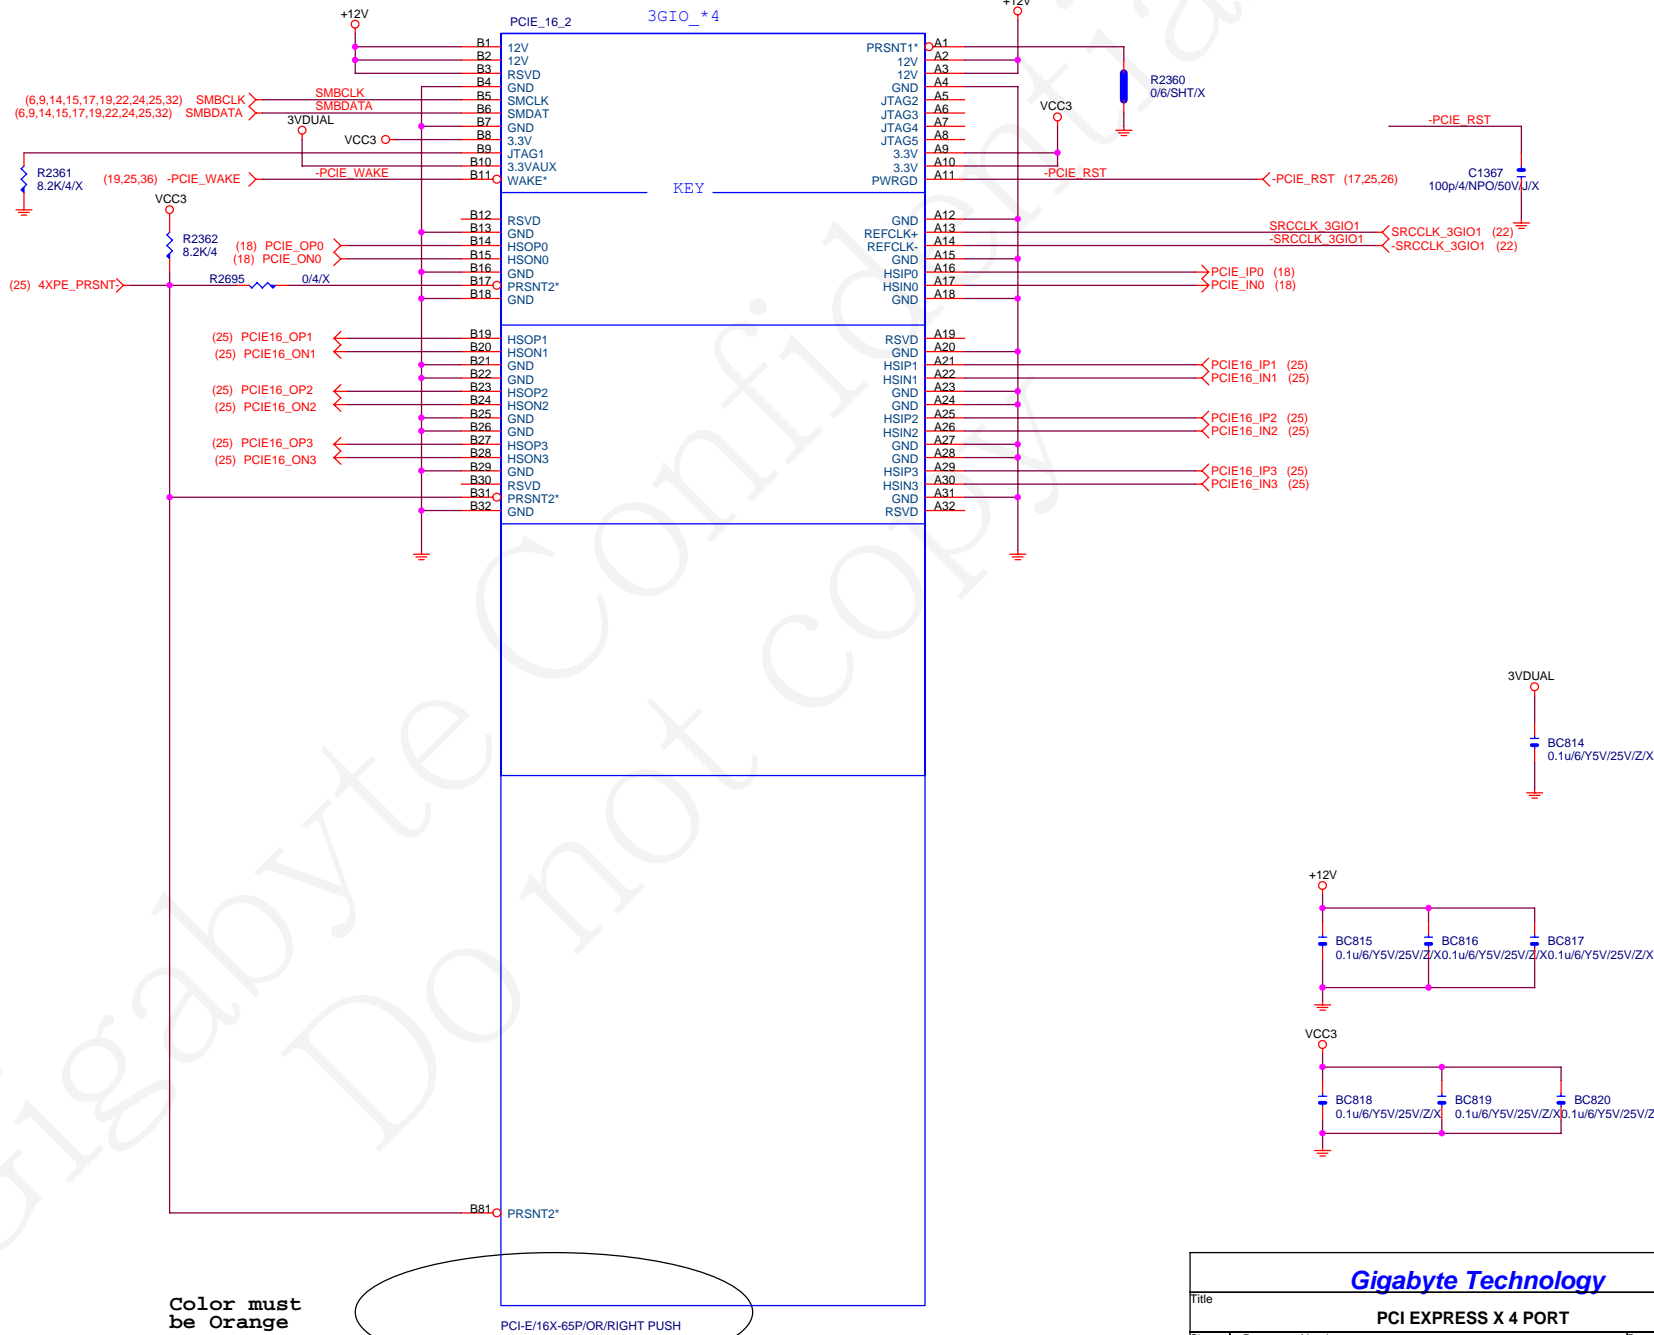 +12V
PCIE_16_2
3GIO_*4
+12V
B1 12V
B2 12V
B3 RSVD
B4 GND
B5 SMCLK
B6 SMDAT
B7 GND
B8 3.3V
B9 JTAG1
B10 3.3VAUX
B11 WAKE*
PRSNT1* A1
12V A2
12V A3
GND A4
JTAG2 A5
JTAG3 A6
JTAG4 A7
JTAG5 A8
3.3V A9
3.3V A10
PWRGD A11
KEY
(6,9,14,15,17,19,22,24,25,32) SMBCLK
SMBCLK
(6,9,14,15,17,19,22,24,25,32) SMBDATA
SMBDATA
3VDUAL
VCC3
R2361
8.2K/4/X
(19,25,36) -PCIE_WAKE
-PCIE_WAKE
R2360
0/6/SHT/X
VCC3
-PCIE_RST
-PCIE_RST (17,25,26)
-PCIE_RST
C1367
100p/4/NPO/50V/J/X
VCC3
R2362
8.2K/4
(18) PCIE_OP0
(18) PCIE_ON0
(25) 4XPE_PRSNT
R2695
0/4/X
B12 RSVD
B13 GND
B14 HSOP0
B15 HSON0
B16 GND
B17 PRSNT2*
B18 GND
GND A12
REFCLK+ A13
REFCLK- A14
GND A15
HSIP0 A16
HSIN0 A17
GND A18
SRCCLK_3GIO1
SRCCLK_3GIO1 (22)
-SRCCLK_3GIO1
-SRCCLK_3GIO1 (22)
PCIE_IP0 (18)
PCIE_IN0 (18)
(25) PCIE16_OP1
(25) PCIE16_ON1
(25) PCIE16_OP2
(25) PCIE16_ON2
(25) PCIE16_OP3
(25) PCIE16_ON3
B19 HSOP1
B20 HSON1
B21 GND
B22 GND
B23 HSOP2
B24 HSON2
B25 GND
B26 GND
B27 HSOP3
B28 HSON3
B29 GND
B30 RSVD
B31 PRSNT2*
B32 GND
RSVD A19
GND A20
HSIP1 A21
HSIN1 A22
GND A23
GND A24
HSIP2 A25
HSIN2 A26
GND A27
GND A28
HSIP3 A29
HSIN3 A30
GND A31
RSVD A32
PCIE16_IP1 (25)
PCIE16_IN1 (25)
PCIE16_IP2 (25)
PCIE16_IN2 (25)
PCIE16_IP3 (25)
PCIE16_IN3 (25)
3VDUAL
BC814
0.1u/6/Y5V/25V/Z/X
+12V
BC815
0.1u/6/Y5V/25V/Z/X
BC816
0.1u/6/Y5V/25V/Z/X
BC817
0.1u/6/Y5V/25V/Z/X
VCC3
BC818
0.1u/6/Y5V/25V/Z/X
BC819
0.1u/6/Y5V/25V/Z/X
BC820
0.1u/6/Y5V/25V/Z
B81 PRSNT2*
Color must
be Orange
PCI-E/16X-65P/OR/RIGHT PUSH
Gigabyte Technology
Title
PCI EXPRESS X 4 PORT
Gigabyte Confidentia
Do not copy